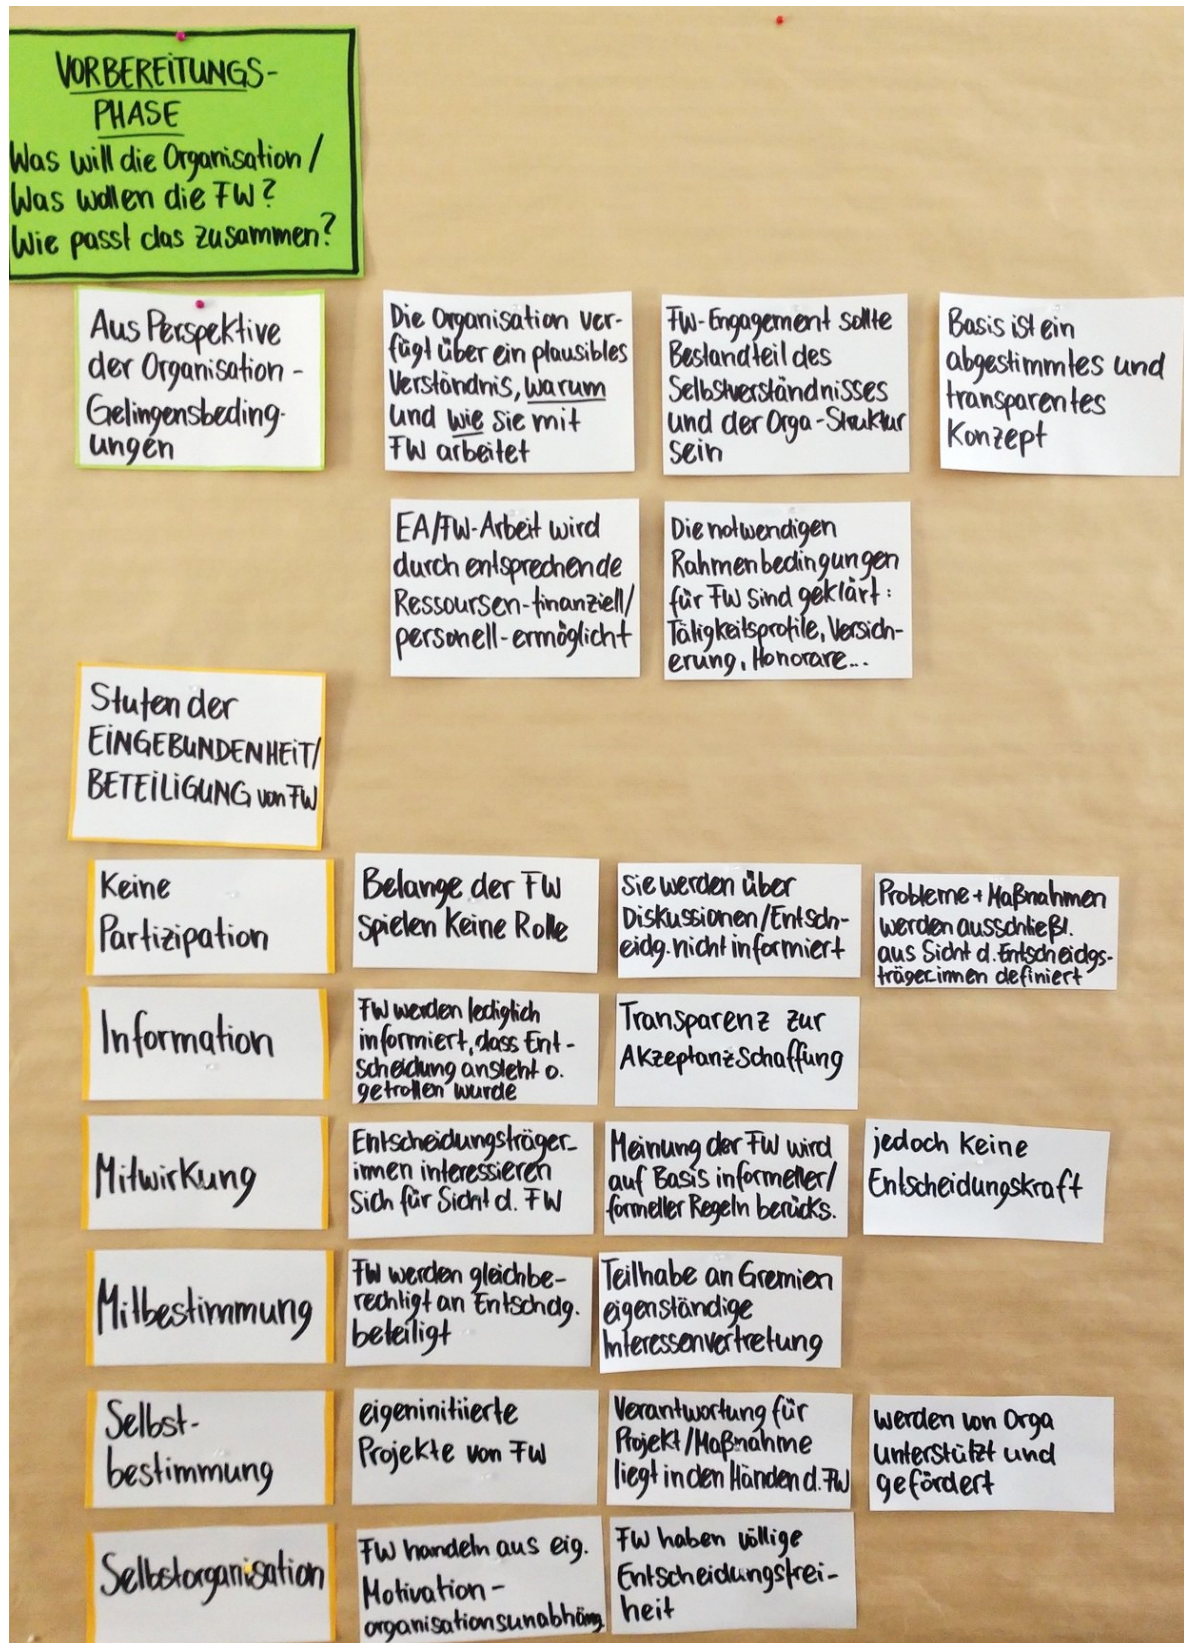 VORBEREITUNGS-
PHASE
Was will die Organisation /
Was wollen die FW?
Wie passt das zusammen?
Aus Perspektive
der Organisation -
Gelingensbeding-
ungen
Die Organisation ver-
fügt über ein plausibles
Verständnis, warum
und wie sie mit
FW arbeitet
FW-Engagement sollte
Bestandteil des
Selbstverständnisses
und der Orga-Struktur
sein
Basis ist ein
abgestimmtes und
transparentes
Konzept
EA/FW-Arbeit wird
durch entsprechende
Ressoursen-finanziell/
personell-ermöglicht
Die notwendigen
Rahmenbedingungen
für FW sind geklärt:
Tätigkeitsprofile, Versich-
erung, Honorare...
Stufen der
EINGEBUNDENHEIT/
BETEILIGUNG von FW
Keine
Partizipation
Belange der FW
spielen keine Rolle
Sie werden über
Diskussionen/Entsch-
eidg. nicht informiert
Probleme + Maßnahmen
werden ausschließl.
aus Sicht d. Entscheidgs-
träger_innen definiert
Information
FW werden lediglich
informiert, dass Ent-
scheidung ansteht o.
getroffen wurde
Transparenz zur
Akzeptanzschaffung
Mitwirkung
Entscheidungsträger_
innen interessieren
sich für Sicht d. FW
Meinung der FW wird
auf Basis informeller/
formeller Regeln berücks.
jedoch keine
Entscheidungskraft
Mitbestimmung
FW werden gleichbe-
rechtigt an Entschdg.
beteiligt
Teilhabe an Gremien
eigenständige
Interessenvertretung
Selbst-
bestimmung
eigeninitiierte
Projekte von FW
Verantwortung für
Projekt/Maßnahme
liegt in den Händen d. FW
werden von Orga
unterstützt und
gefördert
Selbstorganisation
FW handeln aus eig.
Motivation -
organisationsunabhäng
FW haben völlige
Entscheidungsfrei-
heit